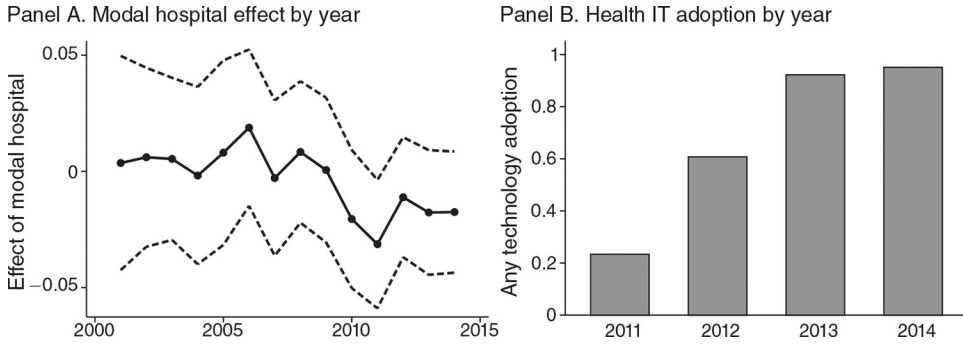 Panel A. Modal hospital effect by year
Effect of modal hospital
0.05
0
−0.05
2000 2005 2010 2015
Panel B. Health IT adoption by year
Any technology adoption
1
0.8
0.6
0.4
0.2
0
2011 2012 2013 2014